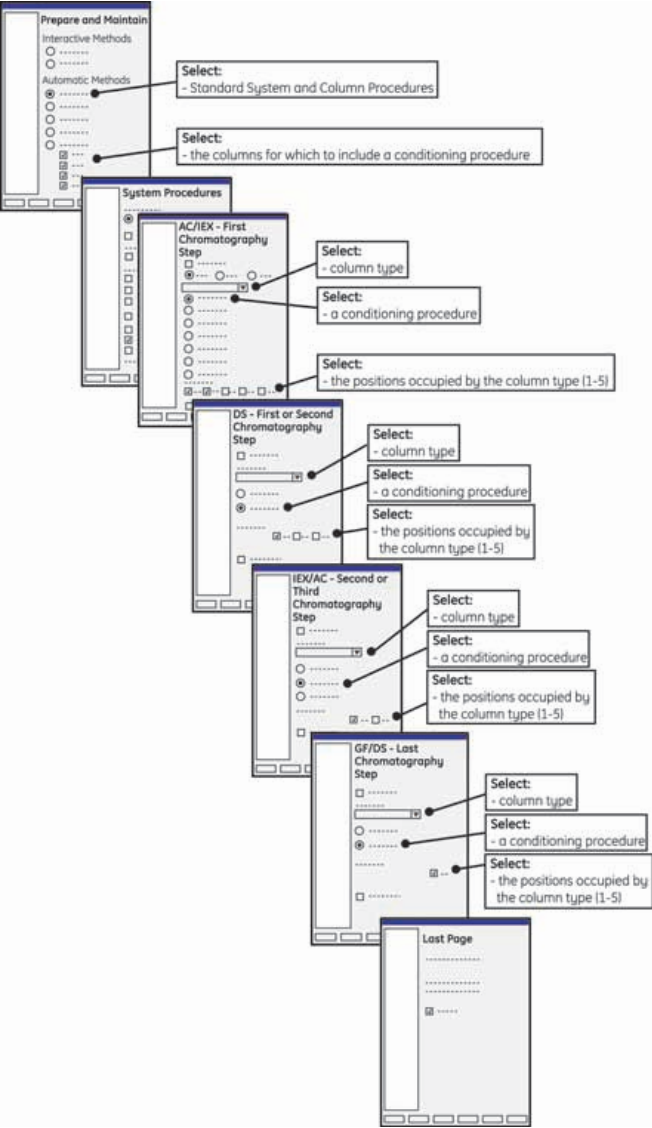 Prepare and Maintain
Interactive Methods
Automatic Methods
Select:
- Standard System and Column Procedures
Select:
- the columns for which to include a conditioning procedure
System Procedures
AC/IEX - First
Chromatography
Step
Select:
- column type
Select:
- a conditioning procedure
Select:
- the positions occupied by the column type (1-5)
DS - First or Second
Chromatography
Step
Select:
- column type
Select:
- a conditioning procedure
Select:
- the positions occupied by
the column type (1-5)
IEX/AC - Second or
Third
Chromatography
Step
Select:
- column type
Select:
- a conditioning procedure
Select:
- the positions occupied by
the column type (1-5)
GF/DS - Last
Chromatography
Step
Select:
- column type
Select:
- a conditioning procedure
Select:
- the positions occupied by
the column type (1-5)
Last Page